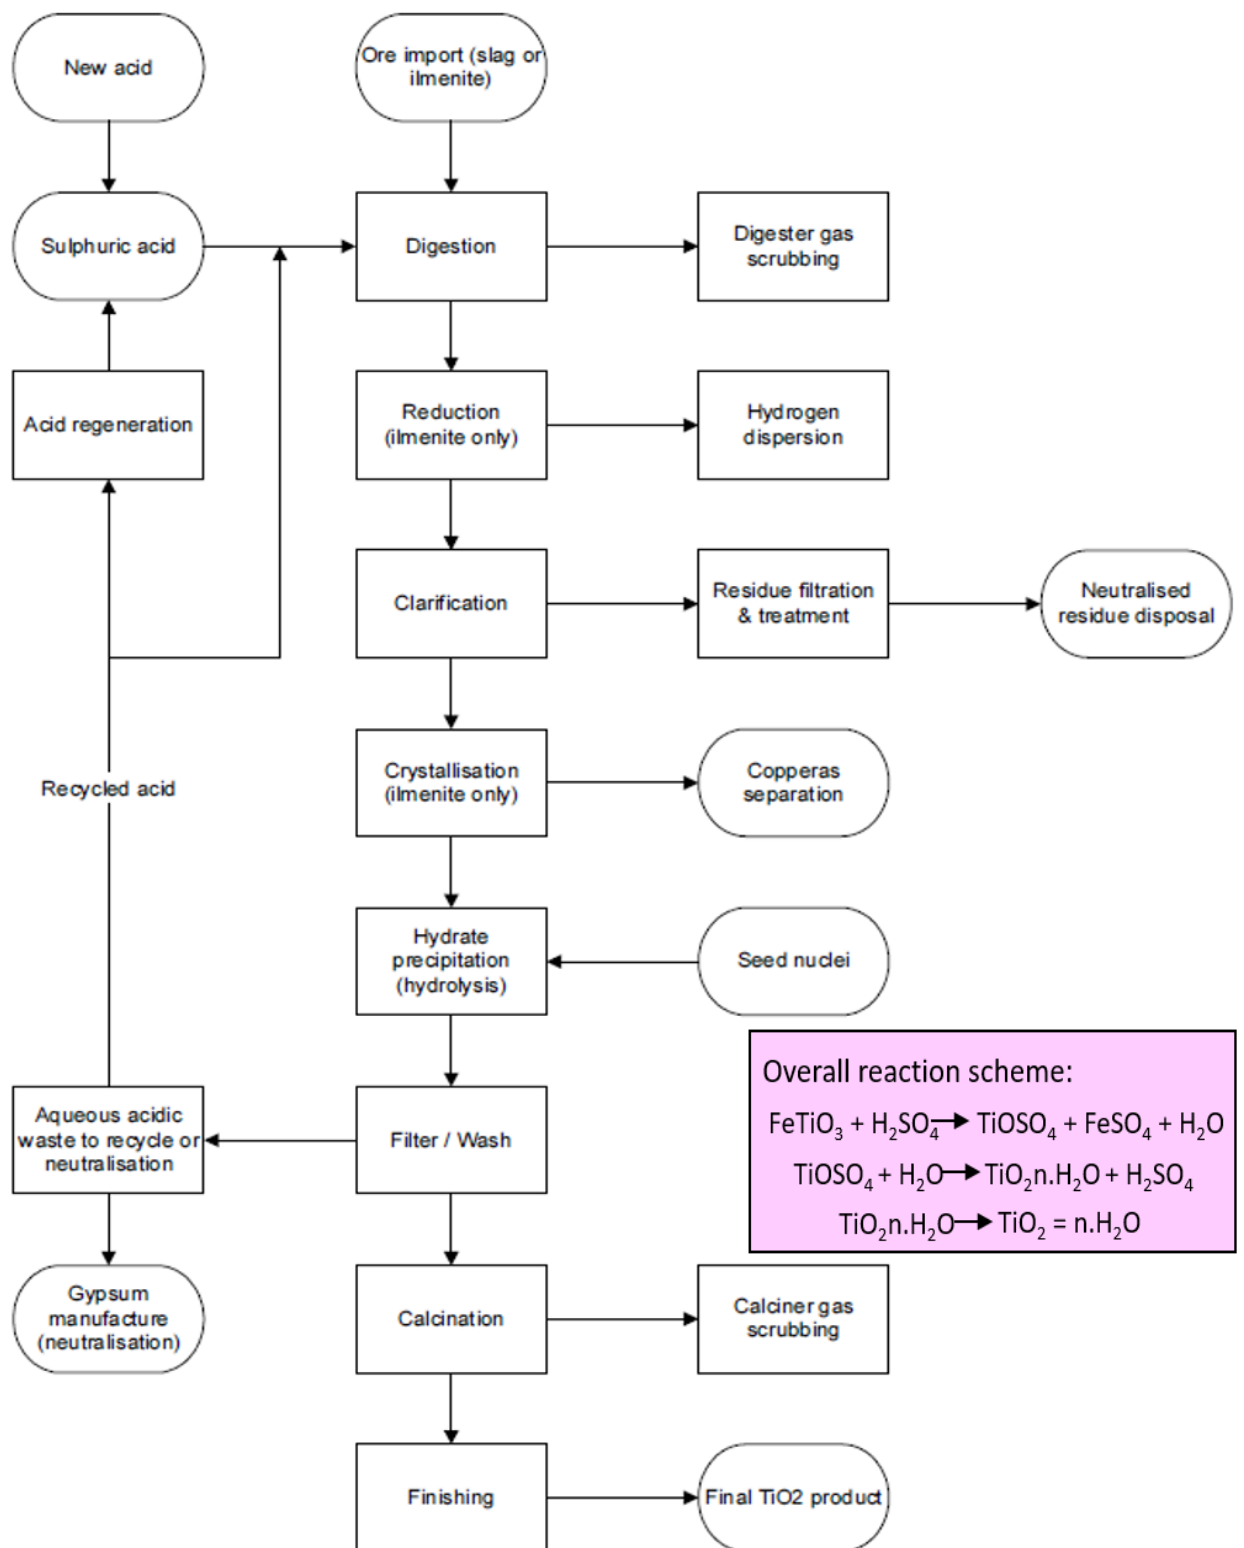 New acid
Ore import (slag or
ilmenite)
Sulphuric acid
Digestion
Digester gas
scrubbing
Acid regeneration
Reduction
(ilmenite only)
Hydrogen
dispersion
Clarification
Residue filtration
& treatment
Neutralised
residue disposal
Recycled acid
Crystallisation
(ilmenite only)
Copperas
separation
Hydrate
precipitation
(hydrolysis)
Seed nuclei
Overall reaction scheme:
FeTiO₃ + H₂SO₄→ TiOSO₄ + FeSO₄ + H₂O
TiOSO₄ + H₂O→ TiO₂n.H₂O + H₂SO₄
TiO₂n.H₂O→ TiO₂ = n.H₂O
Aqueous acidic
waste to recycle or
neutralisation
Filter / Wash
Gypsum
manufacture
(neutralisation)
Calcination
Calciner gas
scrubbing
Finishing
Final TiO2 product